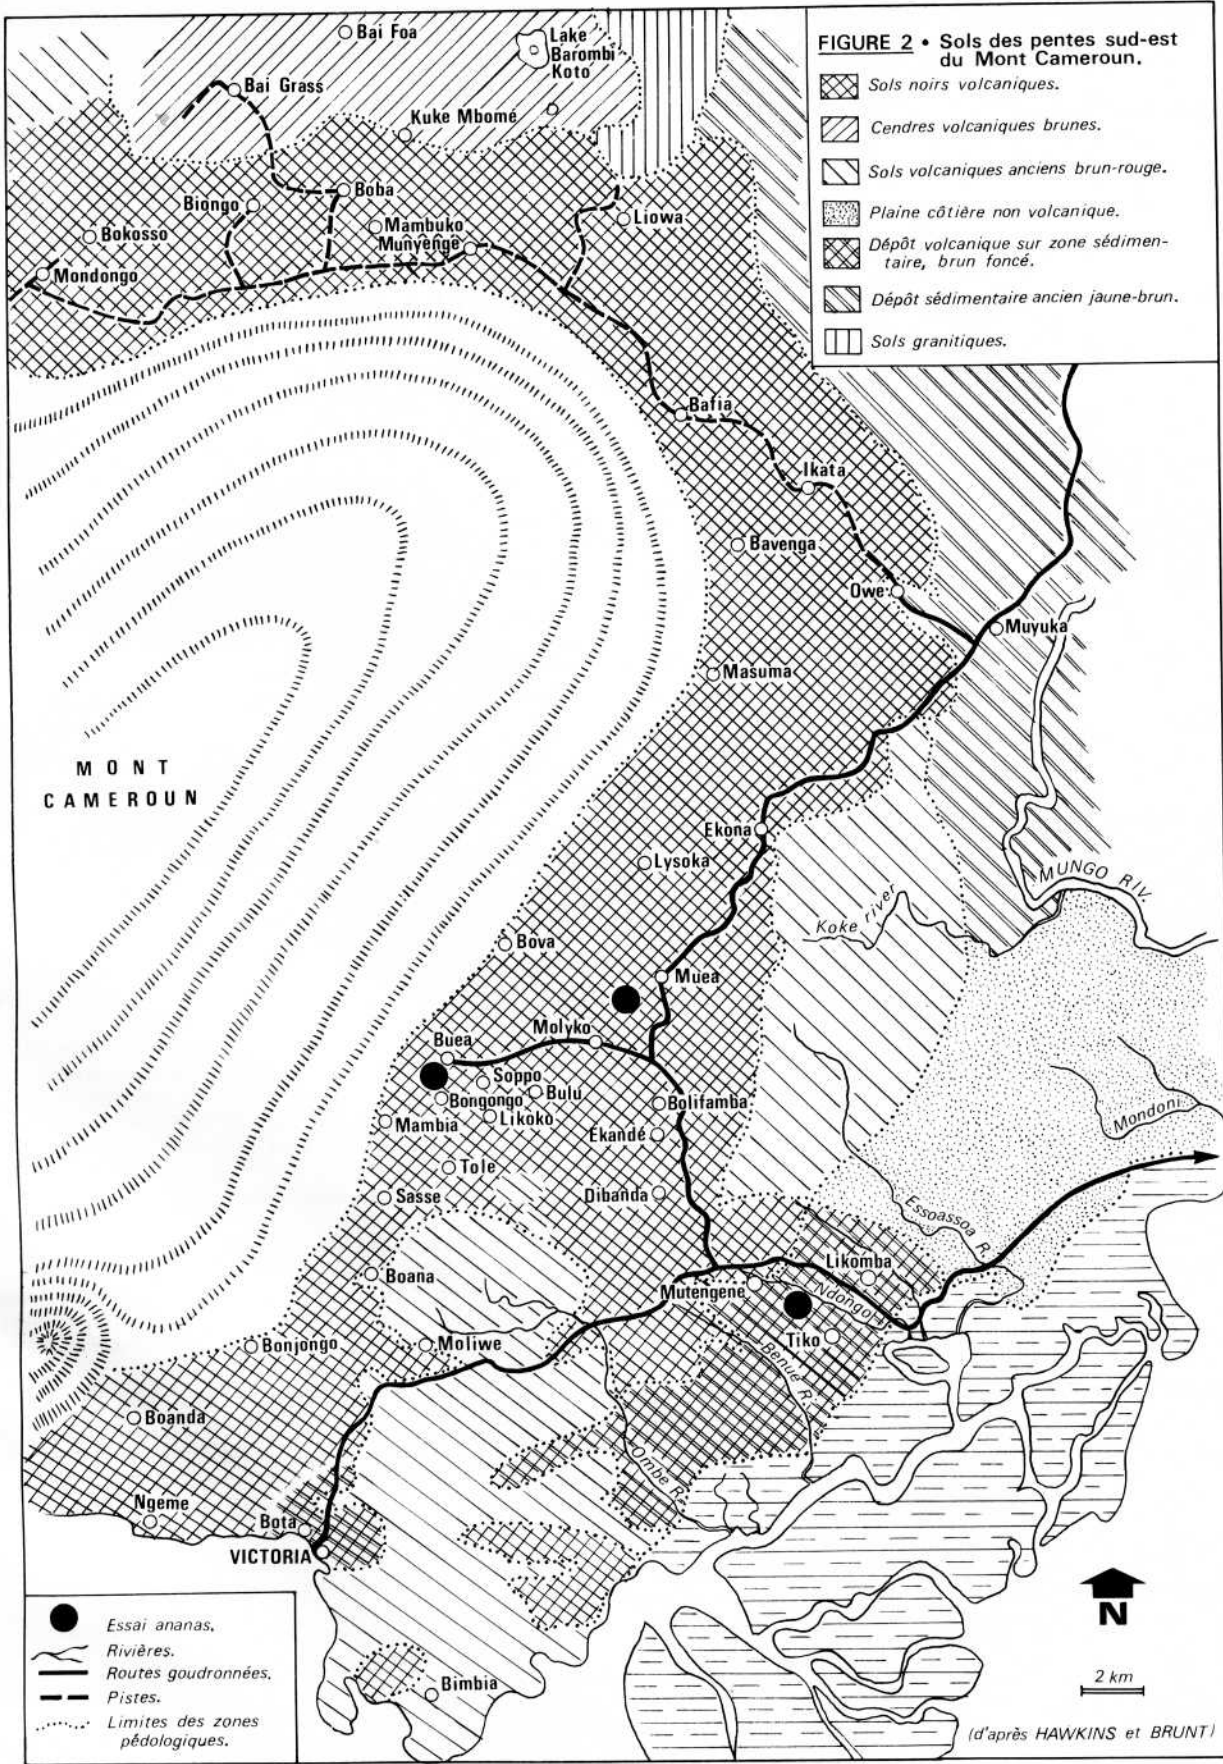 FIGURE 2 • Sols des pentes sud-est
du Mont Cameroun.
Sols noirs volcaniques.
Cendres volcaniques brunes.
Sols volcaniques anciens brun-rouge.
Plaine côtière non volcanique.
Dépôt volcanique sur zone sédimen-
taire, brun foncé.
Dépôt sédimentaire ancien jaune-brun.
Sols granitiques.
Bai Foa
Lake
Barombi
Koto
Bai Grass
Kuke Mbomé
Boba
Biongo
Liowa
Mambuko
Bokosso
Munyenge
Mondongo
Bafia
Ikata
Bavenga
Owe
Muyuka
Masuma
MONT
CAMEROUN
Ekona
Lysoka
MUNGO RIV.
Koke river
Bova
Muea
Molyko
Buea
Soppo
Bulu
Bongongo
Bolifamba
Likoko
Mambia
Mondoni
Ekandé
Tole
Sasse
Dibanda
Essoassoa R.
Likomba
Boana
Mutengene
Ndongo
Tiko
Bonjongo
Moliwe
Benue R.
Boanda
Ombe R.
Ngeme
Bota
VICTORIA
Bimbia
Essai ananas.
Rivières.
Routes goudronnées.
Pistes.
Limites des zones
pédologiques.
N
2 km
(d'après HAWKINS et BRUNT)